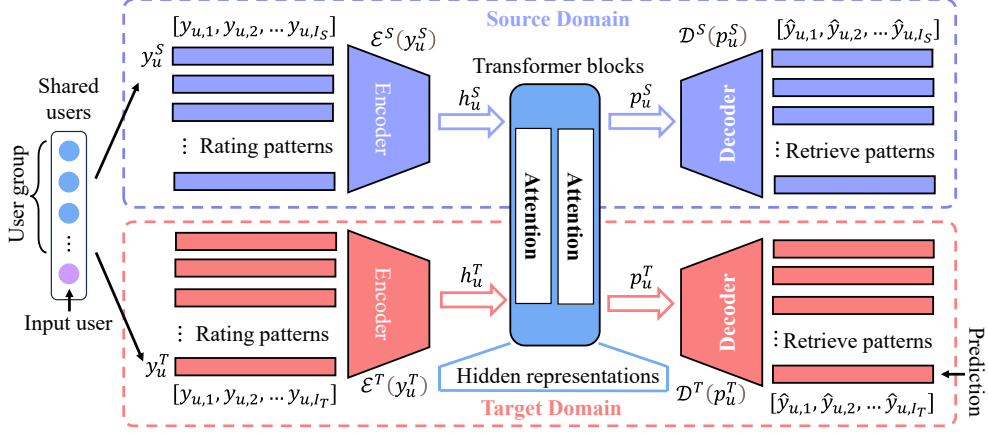 Source Domain
[y_{u,1}, y_{u,2}, … y_{u,I_S}]
ℰ^S(y_u^S)
𝒟^S(p_u^S)
[ŷ_{u,1}, ŷ_{u,2}, … ŷ_{u,I_S}]
y_u^S
Transformer blocks
Shared
users
Encoder
h_u^S
p_u^S
Decoder
⋮ Rating patterns
⋮ Retrieve patterns
User group
…
Attention
Attention
Input user
Encoder
h_u^T
p_u^T
Decoder
⋮ Rating patterns
⋮ Retrieve patterns
y_u^T
Prediction
Hidden representations
ℰ^T(y_u^T)
𝒟^T(p_u^T)
[y_{u,1}, y_{u,2}, … y_{u,I_T}]
Target Domain
[ŷ_{u,1}, ŷ_{u,2}, … ŷ_{u,I_T}]